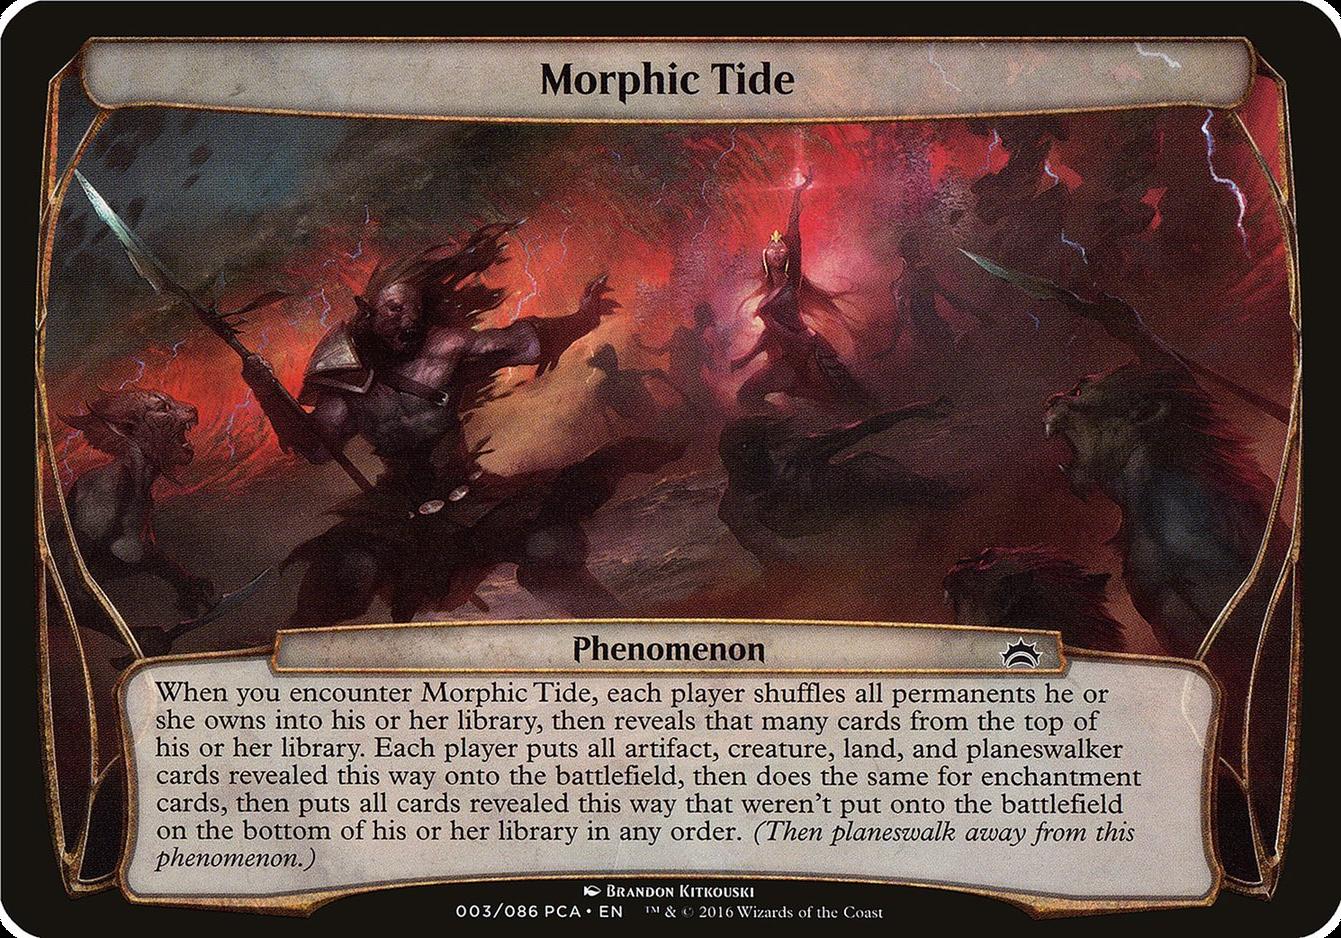 Morphic Tide
Phenomenon
When you encounter Morphic Tide, each player shuffles all permanents he or
she owns into his or her library, then reveals that many cards from the top of
his or her library. Each player puts all artifact, creature, land, and planeswalker
cards revealed this way onto the battlefield, then does the same for enchantment
cards, then puts all cards revealed this way that weren't put onto the battlefield
on the bottom of his or her library in any order. (Then planeswalk away from this
phenomenon.)
Brandon Kitkouski
003/086 PCA • EN ™ & © 2016 Wizards of the Coast